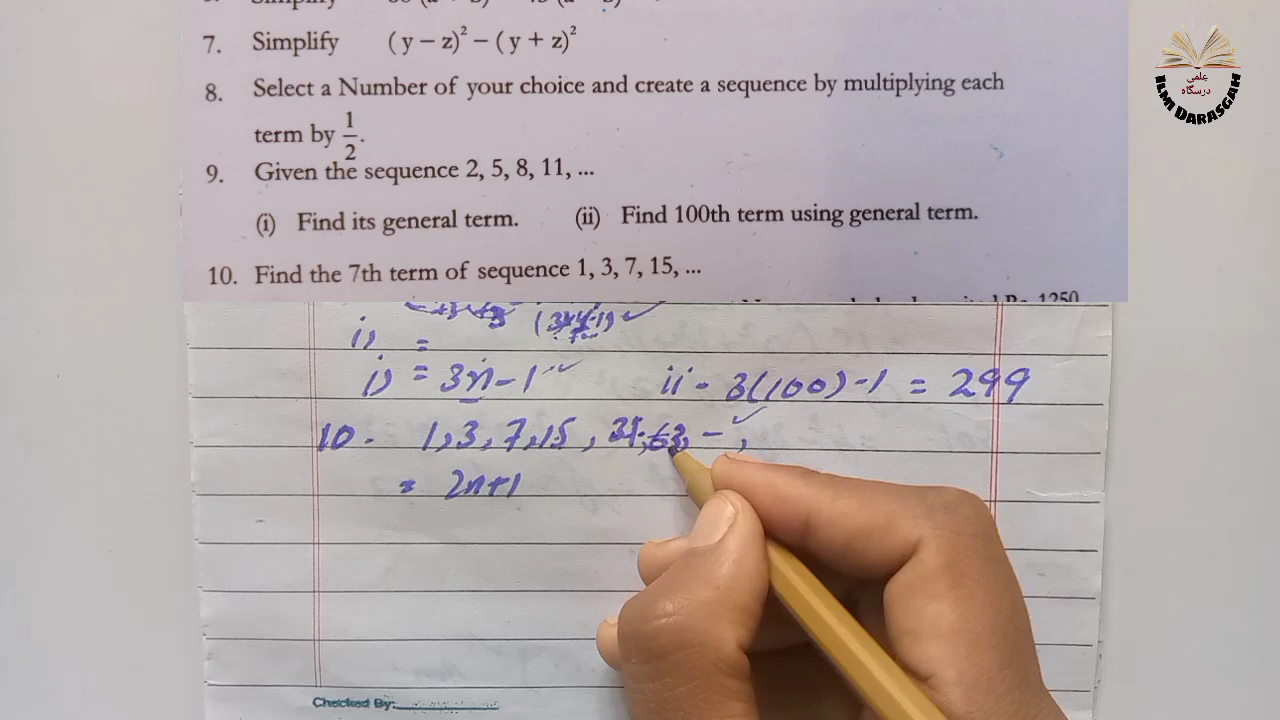 7. Simplify (y – z)² – (y + z)²
8. Select a Number of your choice and create a sequence by multiplying each
term by 1/2.
9. Given the sequence 2, 5, 8, 11, ...
(i) Find its general term. (ii) Find 100th term using general term.
10. Find the 7th term of sequence 1, 3, 7, 15, ...
1250
i) =
i) = 3n-1 ii - 3(100)-1 = 299
10. 1,3,7,15, 31,63, -,
= 2n+1
Checked By:
علمی
درسگاه
ILMI DARASGAH